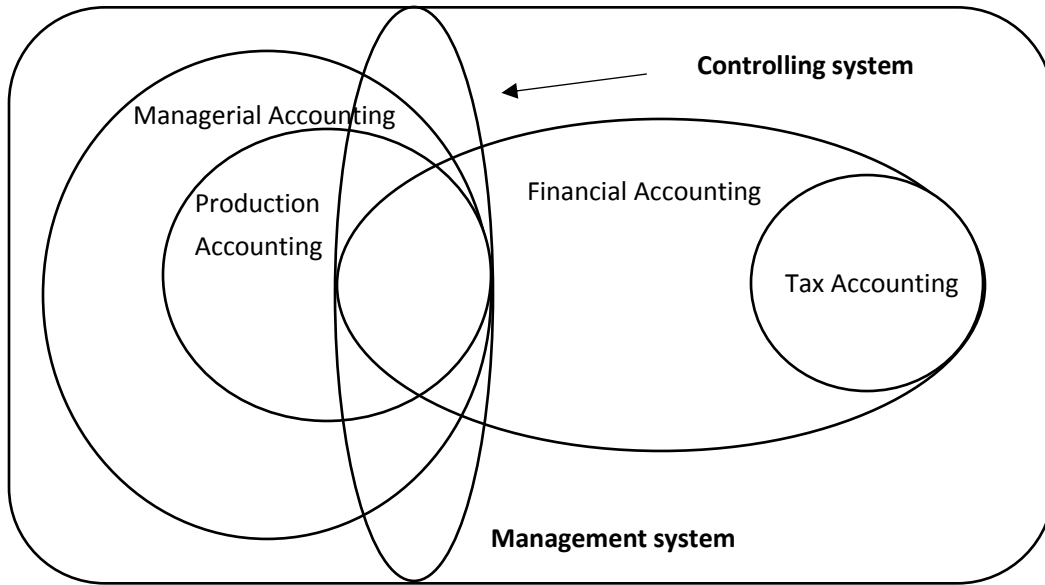 Controlling system
Managerial Accounting
Production
Accounting
Financial Accounting
Tax Accounting
Management system